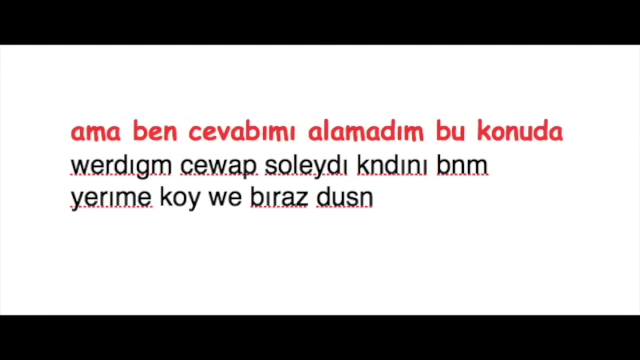 ama ben cevabımı alamadım bu konuda
werdıgm cewap soleydı kndını bnm
yerıme koy we bıraz dusn